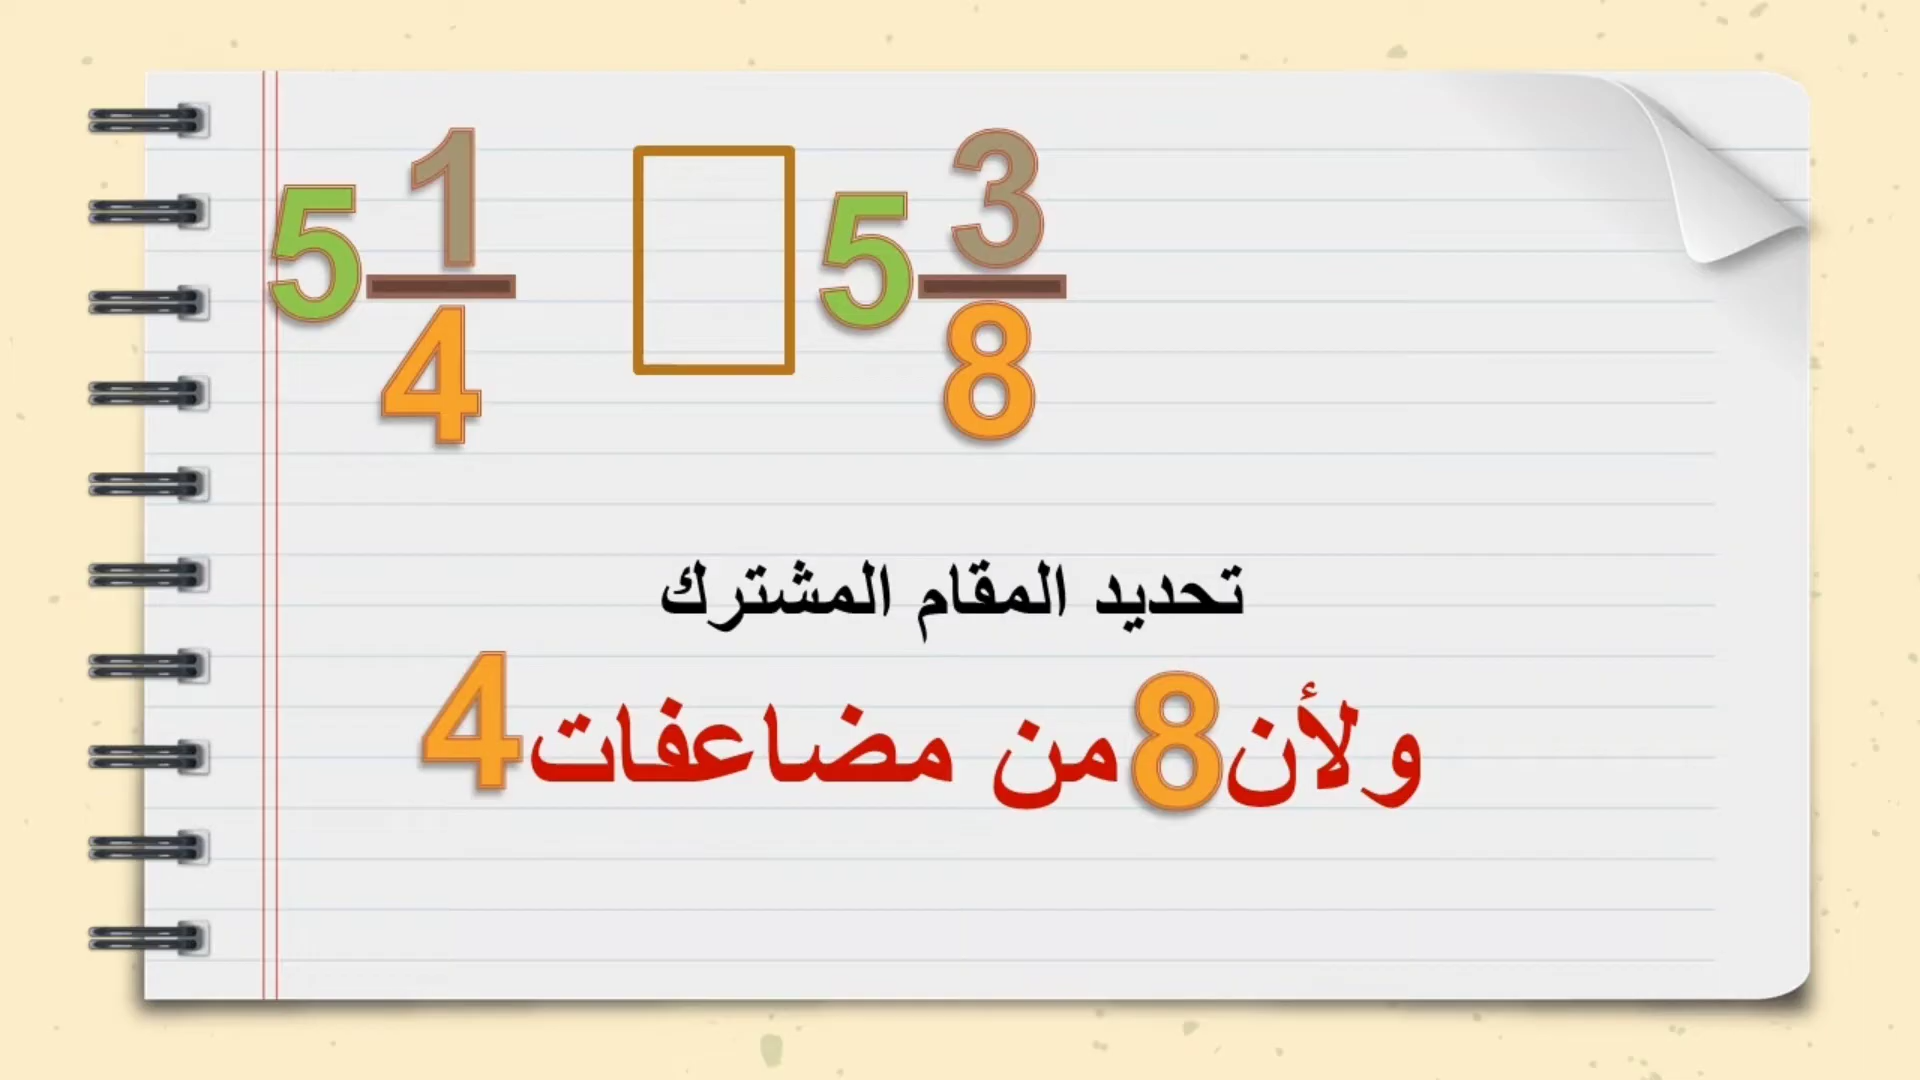 5 1/4 □ 5 3/8
تحديد المقام المشترك
ولأن 8 من مضاعفات 4